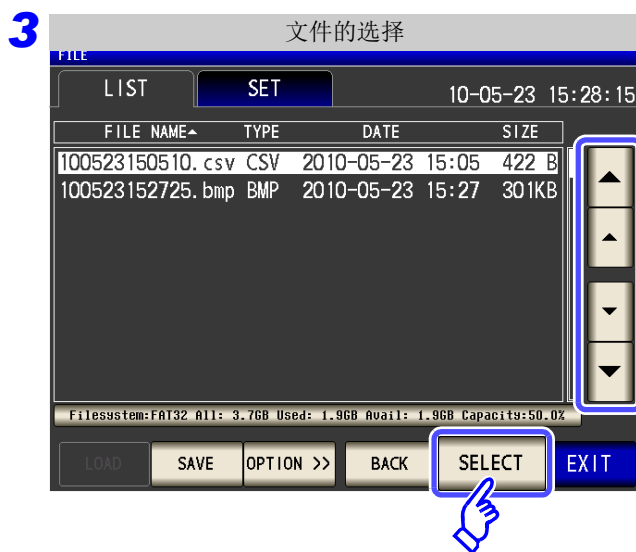 3
文件的选择
FILE
LIST SET 10-05-23 15:28:15
FILE NAME▲ TYPE DATE SIZE
100523150510.csv CSV 2010-05-23 15:05 422 B
100523152725.bmp BMP 2010-05-23 15:27 301KB
Filesystem:FAT32 All: 3.7GB Used: 1.9GB Avail: 1.9GB Capacity:50.0%
LOAD SAVE OPTION >> BACK SELECT EXIT